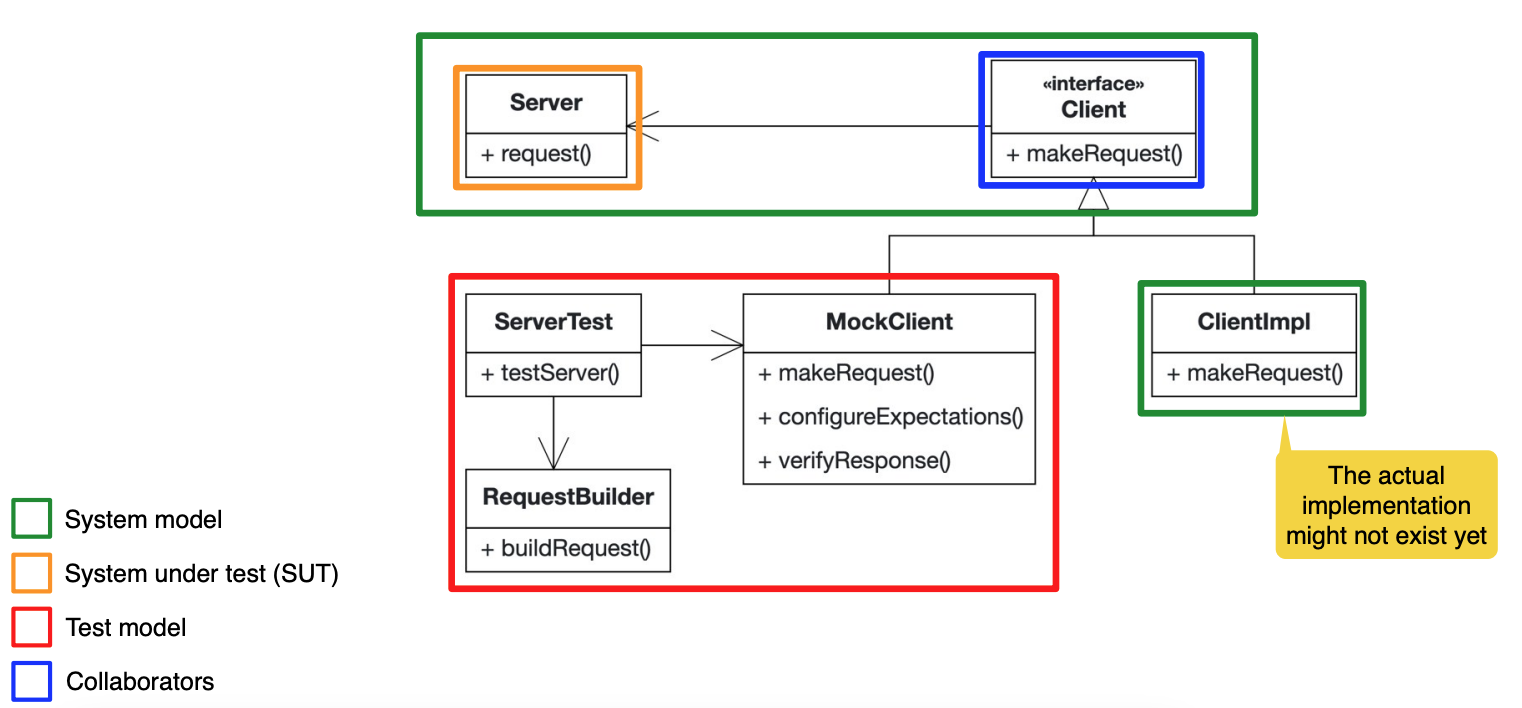 Server
+ request()
«interface»
Client
+ makeRequest()
ServerTest
+ testServer()
MockClient
+ makeRequest()
+ configureExpectations()
+ verifyResponse()
ClientImpl
+ makeRequest()
RequestBuilder
+ buildRequest()
The actual
implementation
might not exist yet
System model
System under test (SUT)
Test model
Collaborators